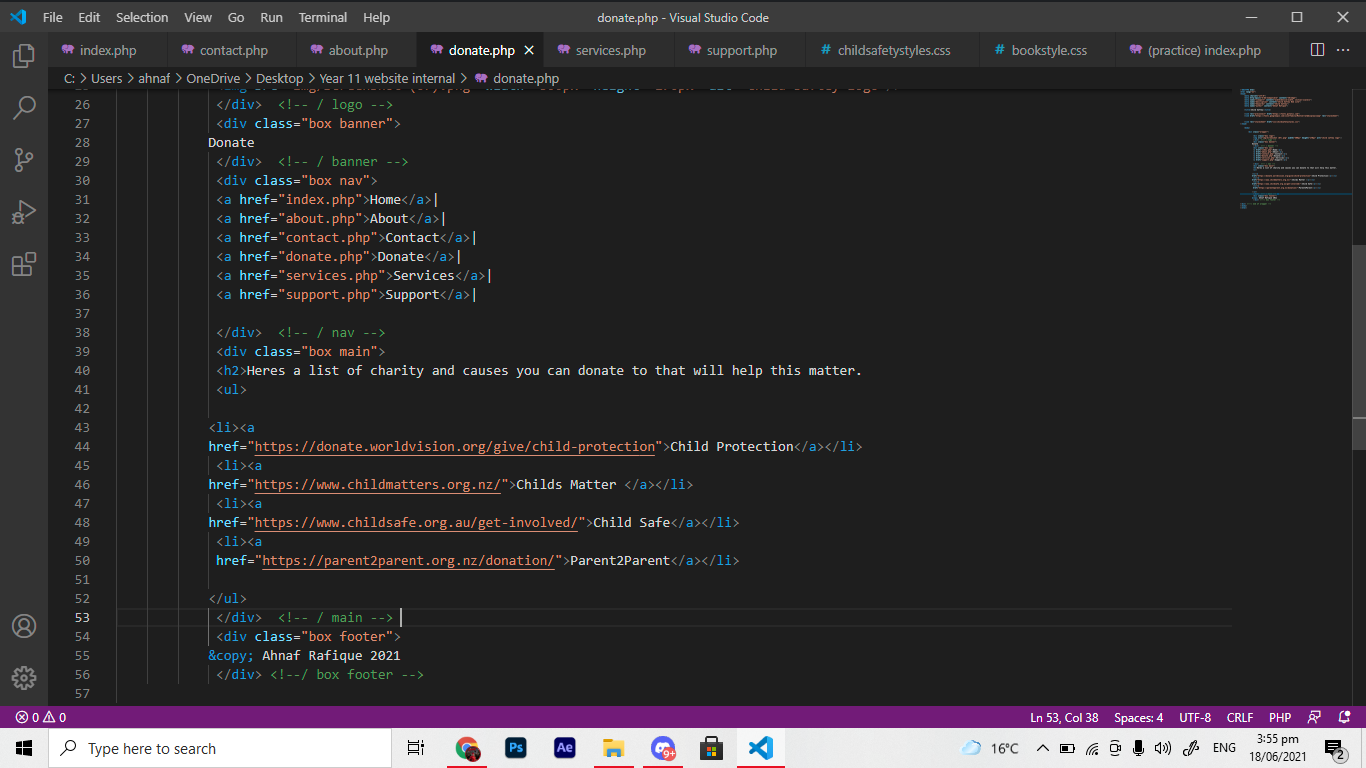 File Edit Selection View Go Run Terminal Help donate.php - Visual Studio Code
index.php contact.php about.php donate.php services.php support.php # childsafetystyles.css # bookstyle.css (practice) index.php
C: > Users > ahnaf > OneDrive > Desktop > Year 11 website internal > donate.php
26 </div> <!-- / logo -->
27 <div class="box banner">
28 Donate
29 </div> <!-- / banner -->
30 <div class="box nav">
31 <a href="index.php">Home</a>|
32 <a href="about.php">About</a>|
33 <a href="contact.php">Contact</a>|
34 <a href="donate.php">Donate</a>|
35 <a href="services.php">Services</a>|
36 <a href="support.php">Support</a>|
37
38 </div> <!-- / nav -->
39 <div class="box main">
40 <h2>Heres a list of charity and causes you can donate to that will help this matter.
41 <ul>
42
43 <li><a
44 href="https://donate.worldvision.org/give/child-protection">Child Protection</a></li>
45 <li><a
46 href="https://www.childmatters.org.nz/">Childs Matter </a></li>
47 <li><a
48 href="https://www.childsafe.org.au/get-involved/">Child Safe</a></li>
49 <li><a
50 href="https://parent2parent.org.nz/donation/">Parent2Parent</a></li>
51
52 </ul>
53 </div> <!-- / main -->
54 <div class="box footer">
55 &copy; Ahnaf Rafique 2021
56 </div> <!--/ box footer -->
57
0 0 Ln 53, Col 38 Spaces: 4 UTF-8 CRLF PHP
Type here to search Ps Ae 9+ 16°C ENG 3:55 pm
18/06/2021 2